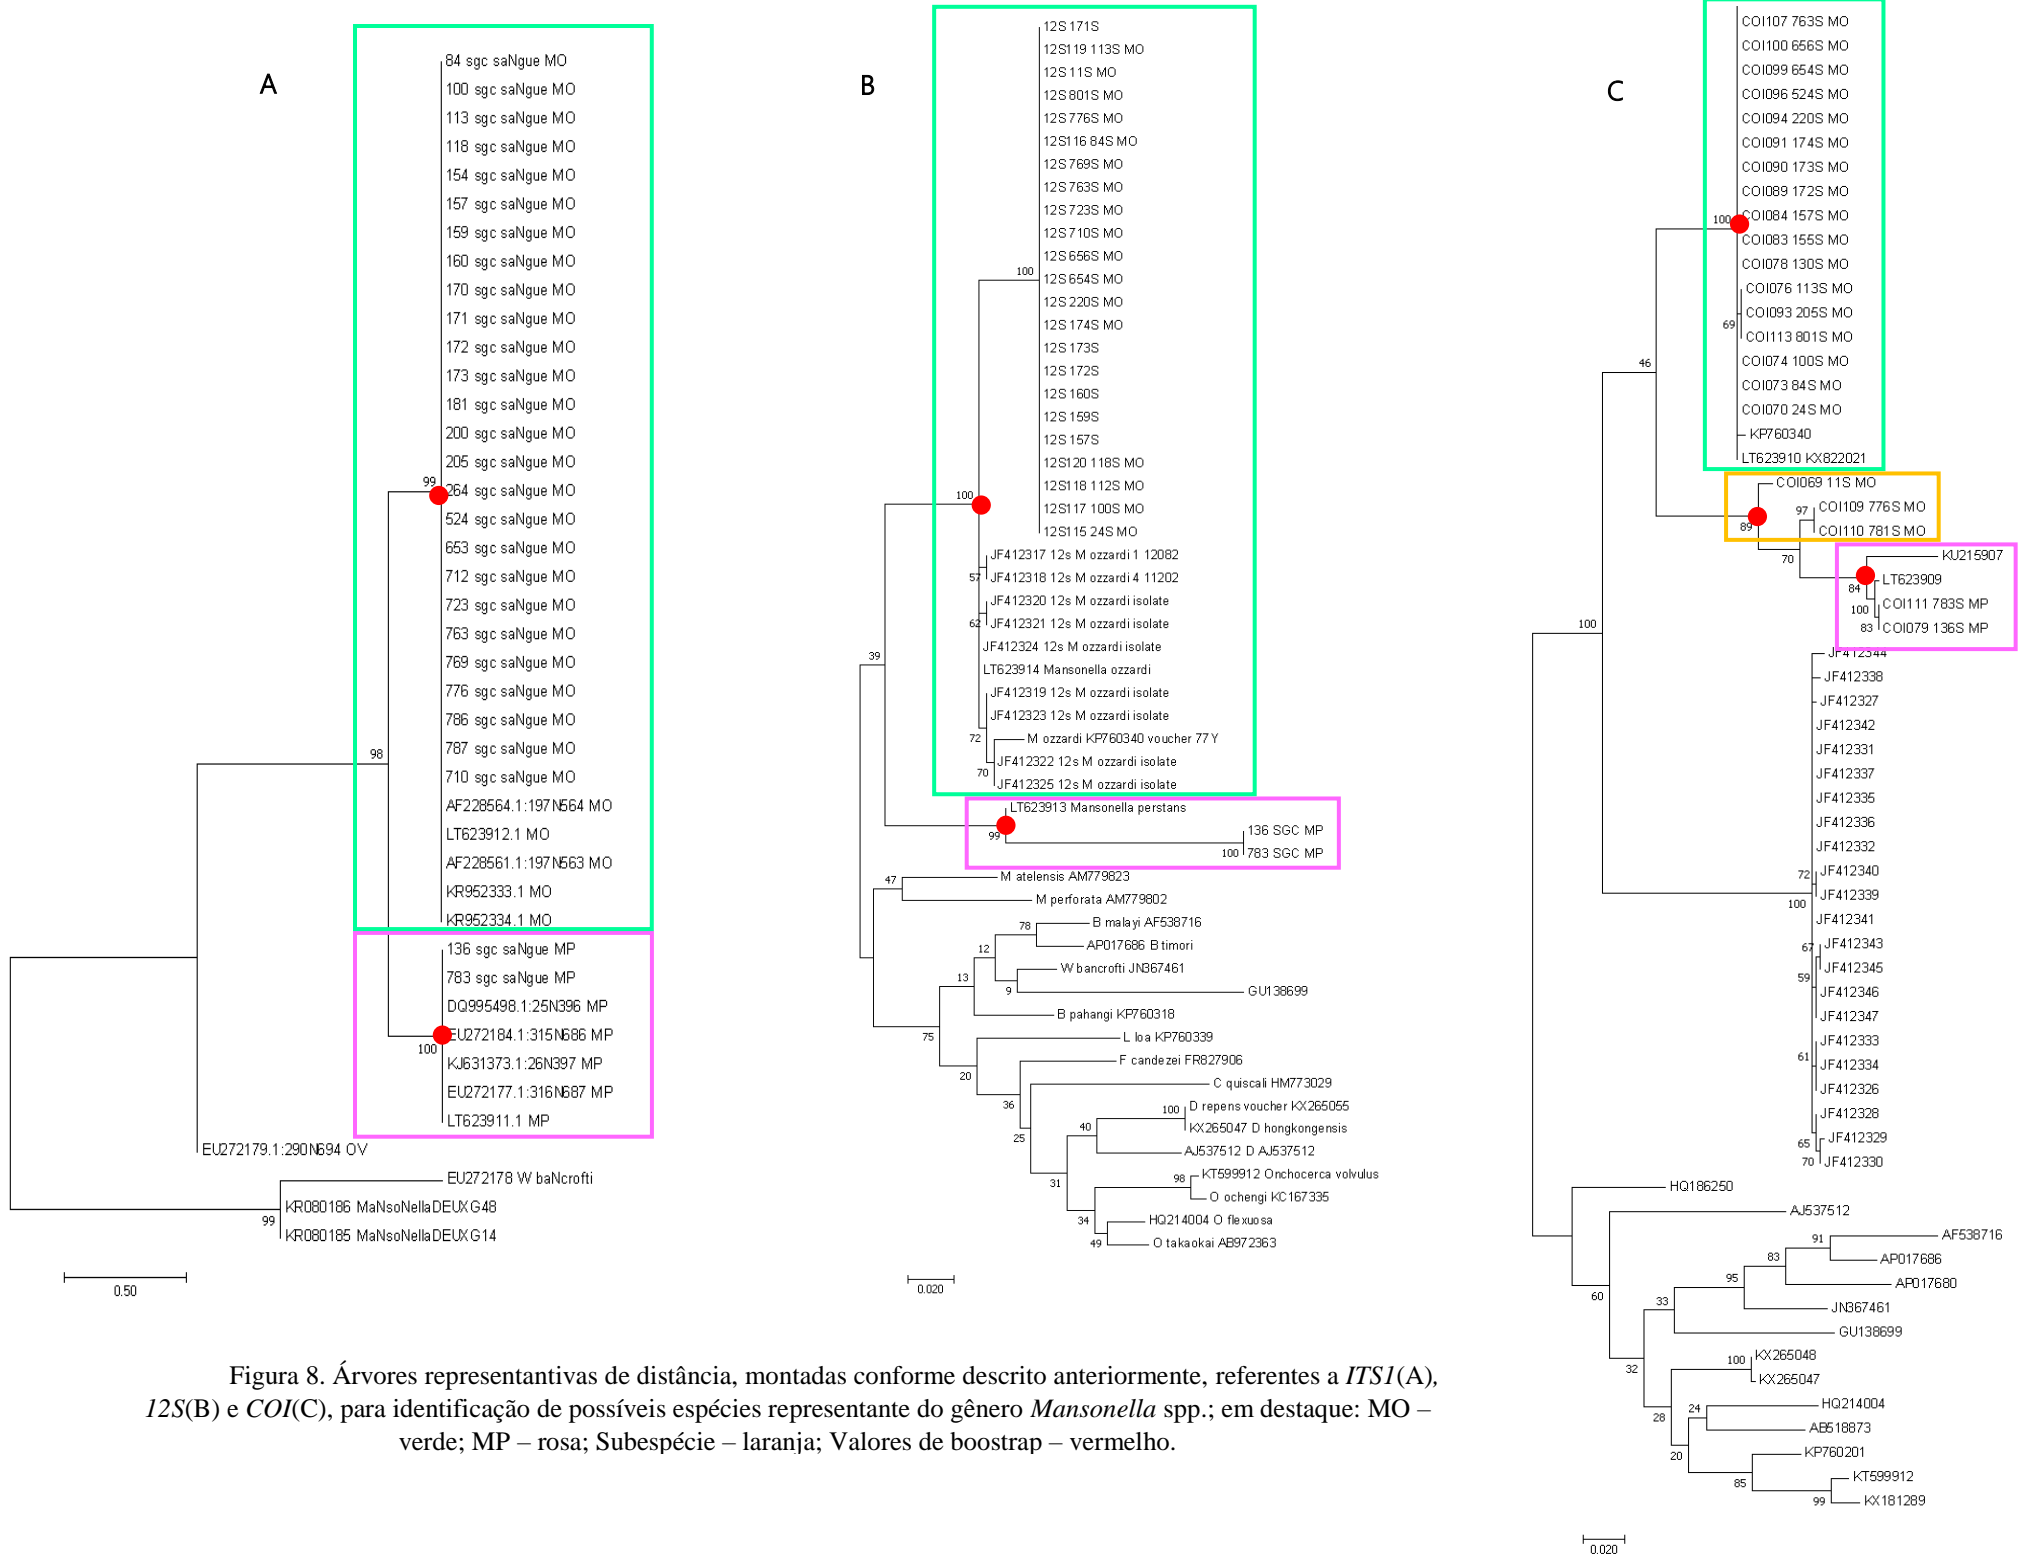 A
84 sgc saNgue MO
100 sgc saNgue MO
113 sgc saNgue MO
118 sgc saNgue MO
154 sgc saNgue MO
157 sgc saNgue MO
159 sgc saNgue MO
160 sgc saNgue MO
170 sgc saNgue MO
171 sgc saNgue MO
172 sgc saNgue MO
173 sgc saNgue MO
181 sgc saNgue MO
200 sgc saNgue MO
205 sgc saNgue MO
264 sgc saNgue MO
524 sgc saNgue MO
653 sgc saNgue MO
712 sgc saNgue MO
723 sgc saNgue MO
763 sgc saNgue MO
769 sgc saNgue MO
776 sgc saNgue MO
786 sgc saNgue MO
787 sgc saNgue MO
710 sgc saNgue MO
AF228564.1:197N564 MO
LT623912.1 MO
AF228561.1:197N563 MO
KR952333.1 MO
KR952334.1 MO
136 sgc saNgue MP
783 sgc saNgue MP
DQ995498.1:25N396 MP
EU272184.1:315N686 MP
KJ631373.1:26N397 MP
EU272177.1:316N687 MP
LT623911.1 MP
EU272179.1:290N694 OV
EU272178 W baNcrofti
KR080186 MaNsoNellaDEUXG48
KR080185 MaNsoNellaDEUXG14
99
98
100
99
0.50
B
12S 171S
12S119 113S MO
12S 11S MO
12S 801S MO
12S 776S MO
12S116 84S MO
12S 769S MO
12S 763S MO
12S 723S MO
12S 710S MO
12S 656S MO
12S 654S MO
12S 220S MO
12S 174S MO
12S 173S
12S 172S
12S 160S
12S 159S
12S 157S
12S120 118S MO
12S118 112S MO
12S117 100S MO
12S115 24S MO
JF412317 12s M ozzardi 1 12082
JF412318 12s M ozzardi 4 11202
JF412320 12s M ozzardi isolate
JF412321 12s M ozzardi isolate
JF412324 12s M ozzardi isolate
LT623914 Mansonella ozzardi
JF412319 12s M ozzardi isolate
JF412323 12s M ozzardi isolate
M ozzardi KP760340 voucher 77Y
JF412322 12s M ozzardi isolate
JF412325 12s M ozzardi isolate
LT623913 Mansonella perstans
136 SGC MP
783 SGC MP
M atelensis AM779823
M perforata AM779802
B malayi AF538716
AP017686 B timori
W bancrofti JN367461
GU138699
B pahangi KP760318
L loa KP760339
F candezei FR827906
C quiscali HM773029
D repens voucher KX265055
KX265047 D hongkongensis
AJ537512 D AJ537512
KT599912 Onchocerca volvulus
O ochengi KC167335
HQ214004 O flexuosa
O takaokai AB972363
100
100
57
62
39
72
70
99
100
47
78
12
13
9
75
20
36
25
100
40
31
98
34
49
0.020
C
COI107 763S MO
COI100 656S MO
COI099 654S MO
COI096 524S MO
COI094 220S MO
COI091 174S MO
COI090 173S MO
COI089 172S MO
COI084 157S MO
COI083 155S MO
COI078 130S MO
COI076 113S MO
COI093 205S MO
COI113 801S MO
COI074 100S MO
COI073 84S MO
COI070 24S MO
KP760340
LT623910 KX822021
COI069 11S MO
COI109 776S MO
COI110 781S MO
KU215907
LT623909
COI111 783S MP
COI079 136S MP
JF412344
JF412338
JF412327
JF412342
JF412331
JF412337
JF412335
JF412336
JF412332
JF412340
JF412339
JF412341
JF412343
JF412345
JF412346
JF412347
JF412333
JF412334
JF412326
JF412328
JF412329
JF412330
HQ186250
AJ537512
AF538716
AP017686
AP017680
JN367461
GU138699
KX265048
KX265047
HQ214004
AB518873
KP760201
KT599912
KX181289
100
69
46
97
89
70
84
100
83
100
72
100
67
59
61
65
70
91
83
95
33
60
32
100
28
24
20
85
99
0.020
Figura 8. Árvores representantivas de distância, montadas conforme descrito anteriormente, referentes a ITS1(A),
12S(B) e COI(C), para identificação de possíveis espécies representante do gênero Mansonella spp.; em destaque: MO –
verde; MP – rosa; Subespécie – laranja; Valores de boostrap – vermelho.